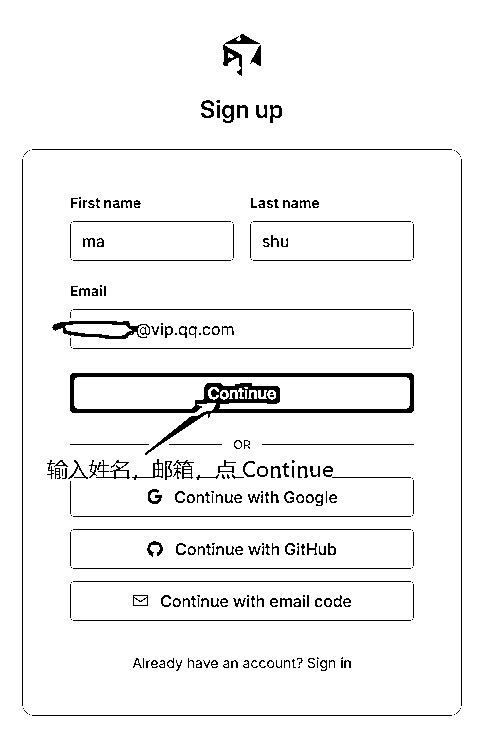 Sign up
First name Last name
ma shu
Email
@vip.qq.com
Continue
OR
输入姓名，邮箱，点 Continue
Continue with Google
Continue with GitHub
Continue with email code
Already have an account? Sign in